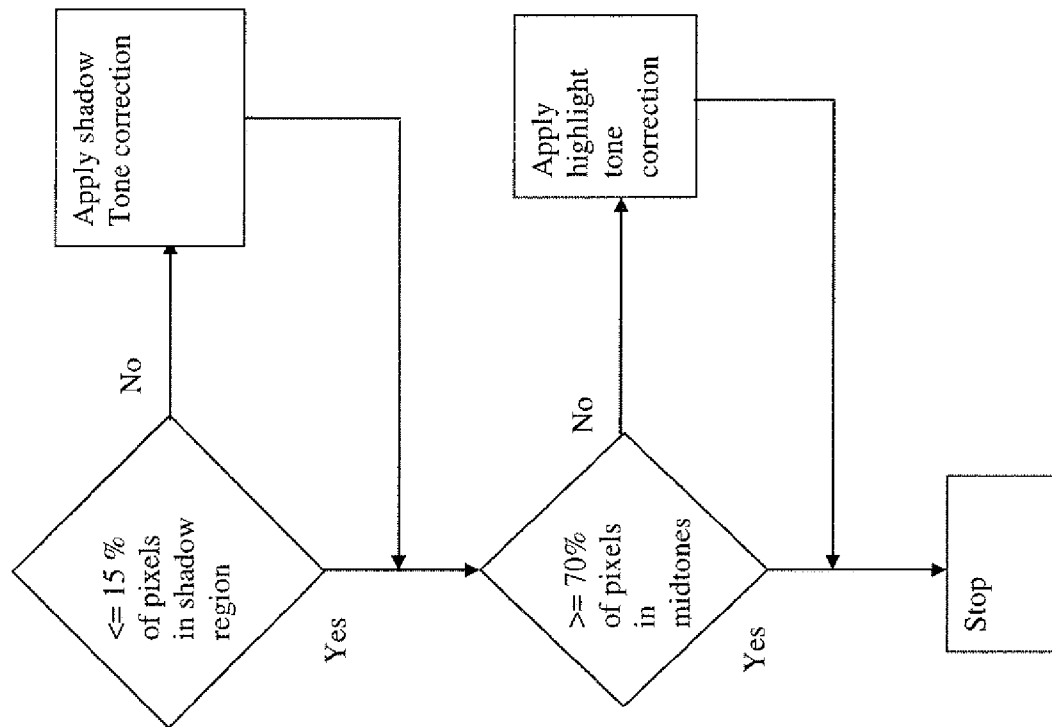 <= 15 %
of pixels
in shadow
region
No
Apply shadow
Tone correction
Yes
>= 70%
of pixels
in
midtones
No
Apply
highlight
tone
correction
Yes
Stop